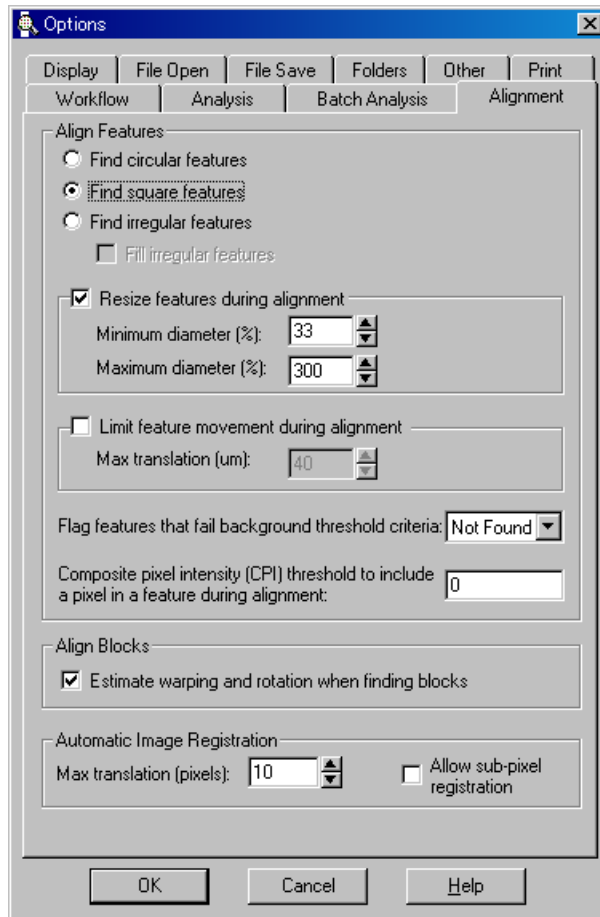 Options
Display File Open File Save Folders Other Print
Workflow Analysis Batch Analysis Alignment
Align Features
Find circular features
Find square features
Find irregular features
Fill irregular features
Resize features during alignment
Minimum diameter (%): 33
Maximum diameter (%): 300
Limit feature movement during alignment
Max translation (um): 40
Flag features that fail background threshold criteria: Not Found
Composite pixel intensity (CPI) threshold to include
a pixel in a feature during alignment: 0
Align Blocks
Estimate warping and rotation when finding blocks
Automatic Image Registration
Max translation (pixels): 10 Allow sub-pixel
registration
OK Cancel Help